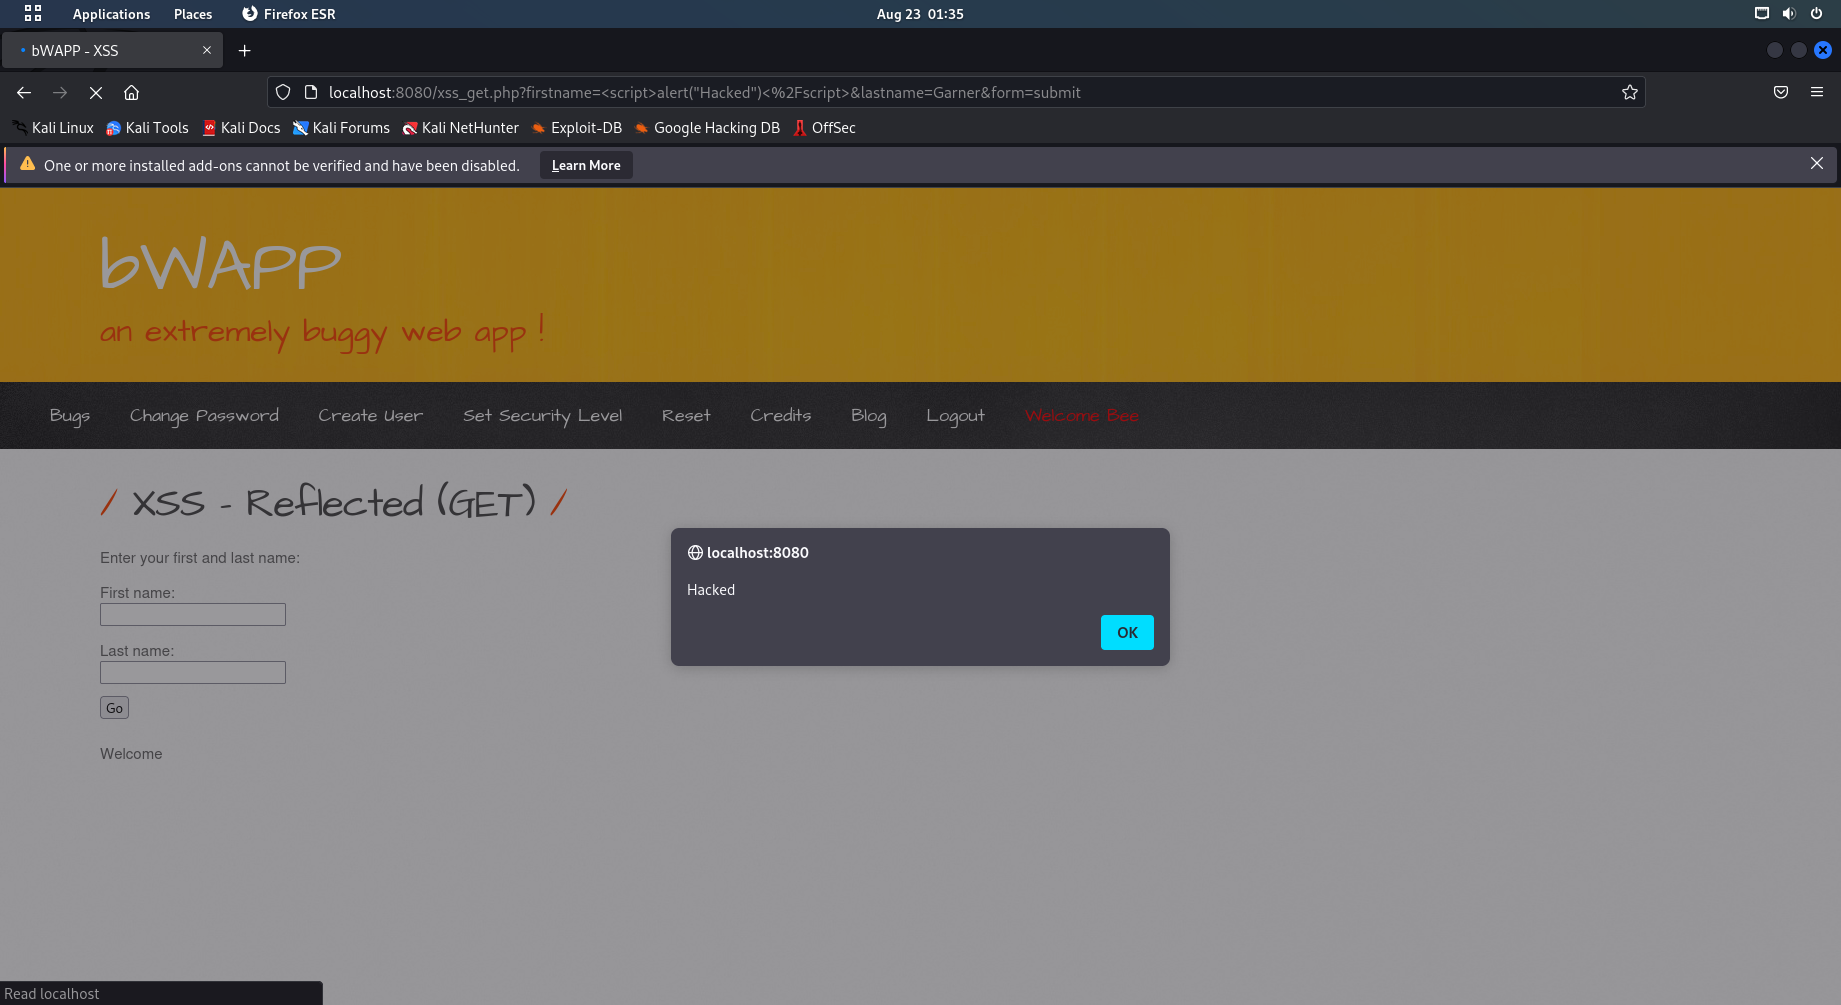 Applications Places Firefox ESR Aug 23 01:35
bWAPP - XSS
localhost:8080/xss_get.php?firstname=<script>alert("Hacked")<%2Fscript>&lastname=Garner&form=submit
Kali Linux Kali Tools Kali Docs Kali Forums Kali NetHunter Exploit-DB Google Hacking DB OffSec
One or more installed add-ons cannot be verified and have been disabled. Learn More
bWAPP
an extremely buggy web app !
Bugs Change Password Create User Set Security Level Reset Credits Blog Logout Welcome Bee
/ XSS - Reflected (GET) /
Enter your first and last name:
First name:
Last name:
Go
Welcome
localhost:8080
Hacked
OK
Read localhost